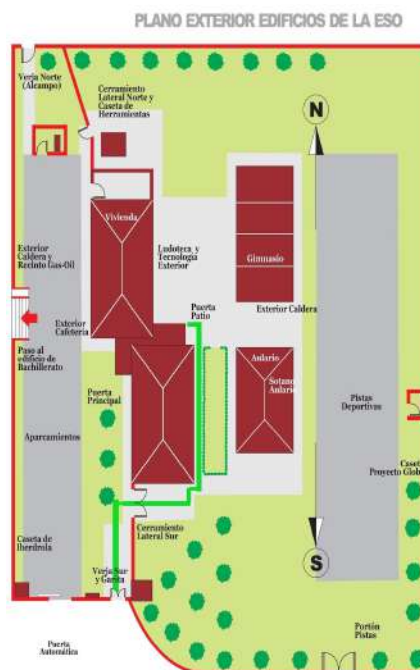 PLANO EXTERIOR EDIFICIOS DE LA ESO
Verja Norte
(Alcampo)
Cerramiento
Lateral Norte y
Caseta de
Herramientas
N
Vivienda
Ludoteca y
Tecnología
Exterior
Gimnasio
Exterior
Caldera y
Recinto Gas-Oil
Exterior
Cafetería
Puerta
Patio
Exterior Caldera
Paso al
edificio de
Bachillerato
Puerta
Principal
Aulario
Sotano
Aulario
Pistas
Deportivas
Aparcamientos
Caseta
Proyecto Glob
Caseta de
Iberdrola
Cerramiento
Lateral Sur
Verja Sur
y Garita
S
Puerta
Automática
Portón
Pistas